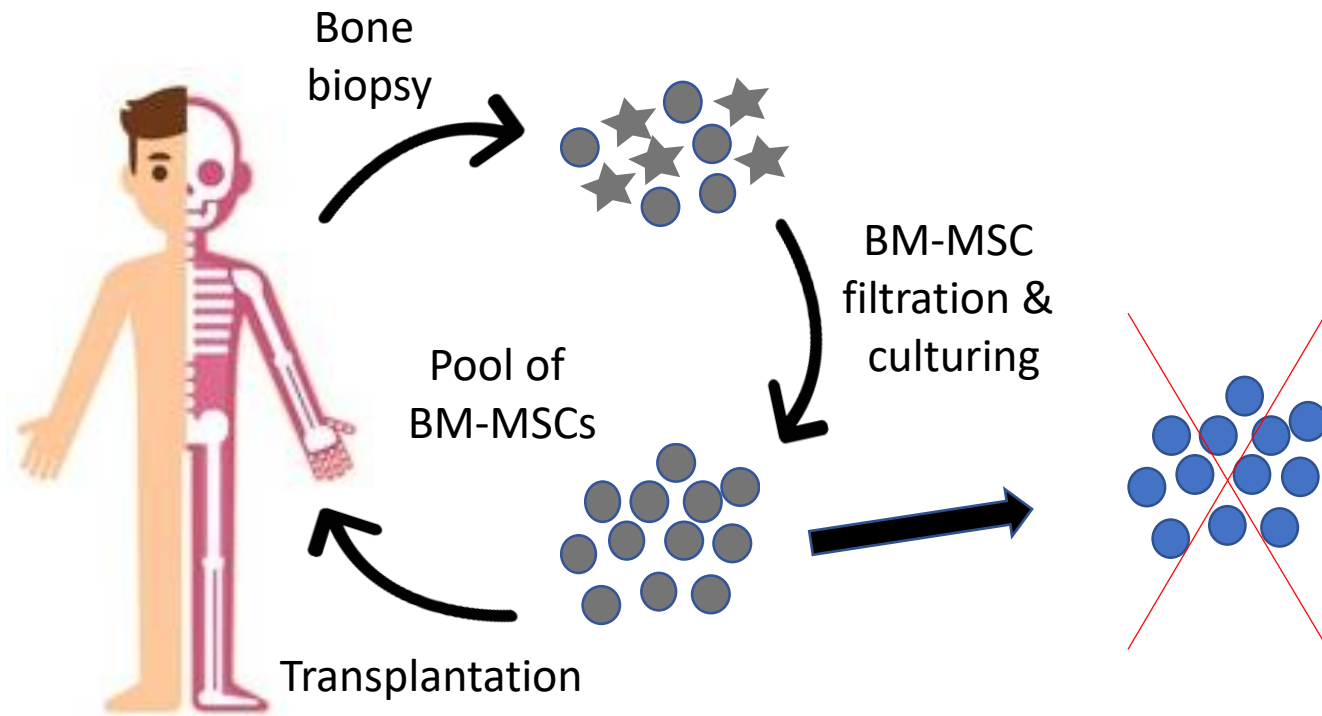 Bone
biopsy
BM-MSC
filtration &
culturing
Pool of
BM-MSCs
Transplantation